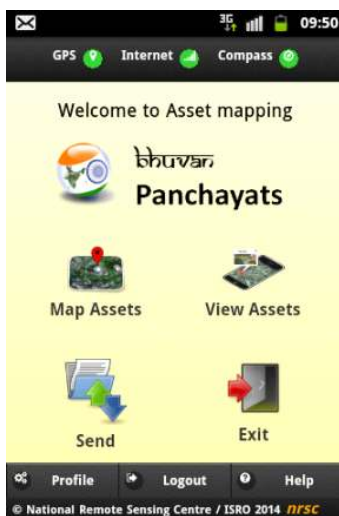 3G 09:50
GPS Internet Compass
Welcome to Asset mapping
bhuvan
Panchayats
Map Assets View Assets
Send Exit
Profile Logout Help
© National Remote Sensing Centre / ISRO 2014 nrsc